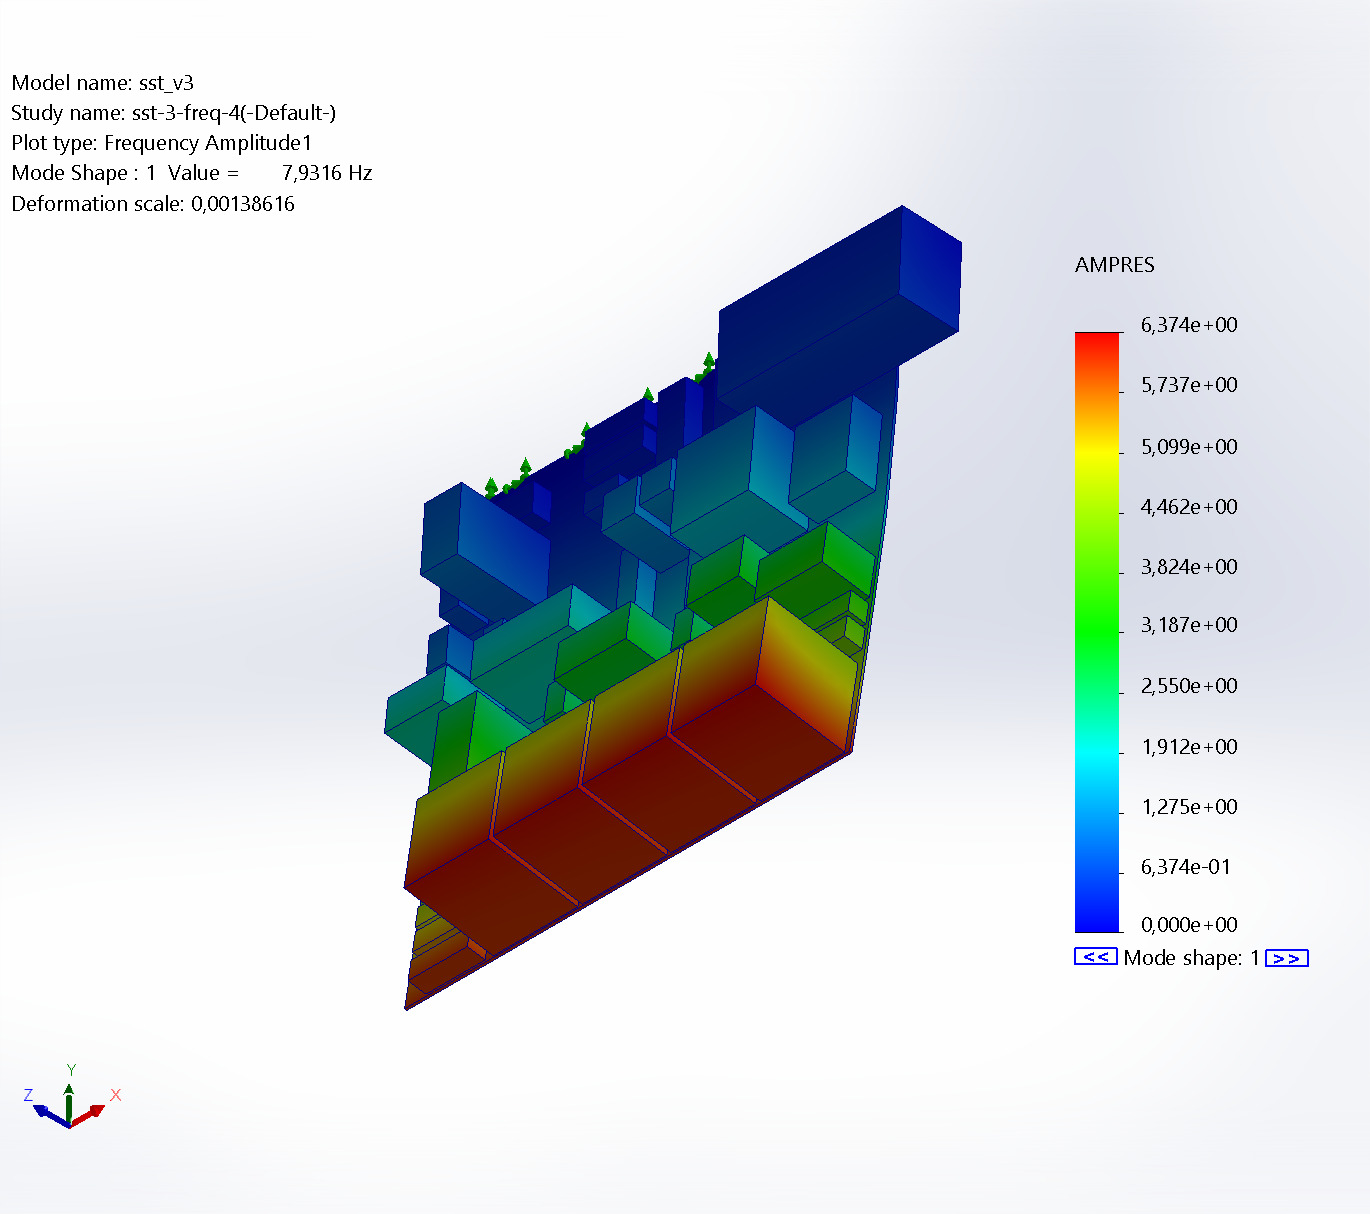 Model name: sst_v3
Study name: sst-3-freq-4(-Default-)
Plot type: Frequency Amplitude1
Mode Shape : 1 Value = 7,9316 Hz
Deformation scale: 0,00138616
AMPRES
6,374e+00
5,737e+00
5,099e+00
4,462e+00
3,824e+00
3,187e+00
2,550e+00
1,912e+00
1,275e+00
6,374e-01
0,000e+00
<< Mode shape: 1 >>
Y
Z X